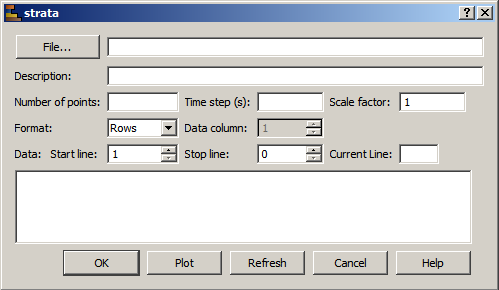 strata
File...
Description:
Number of points: Time step (s): Scale factor: 1
Format: Rows Data column: 1
Data: Start line: 1 Stop line: 0 Current Line:
OK Plot Refresh Cancel Help